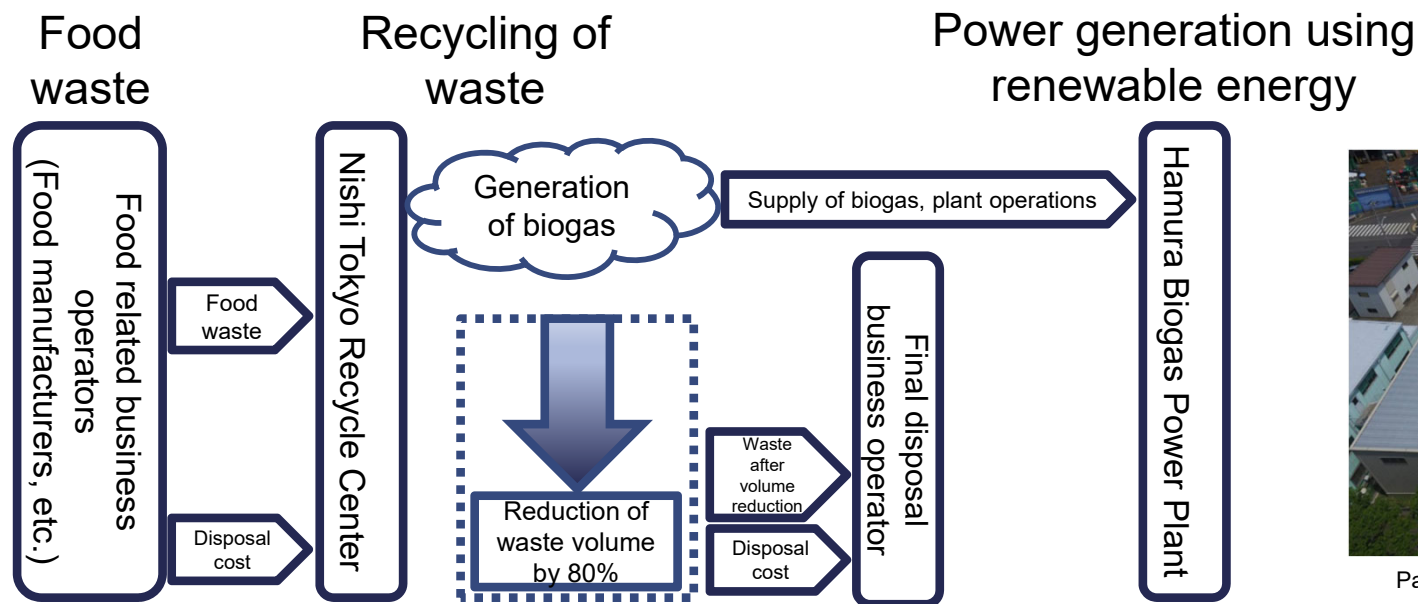 Food
waste
Recycling of
waste
Power generation using
renewable energy
Food related business
operators
(Food manufacturers, etc.)
Food
waste
Disposal
cost
Nishi Tokyo Recycle Center
Generation
of biogas
Supply of biogas, plant operations
Reduction of
waste volume
by 80%
Waste
after
volume
reduction
Disposal
cost
Final disposal
business operator
Hamura Biogas Power Plant